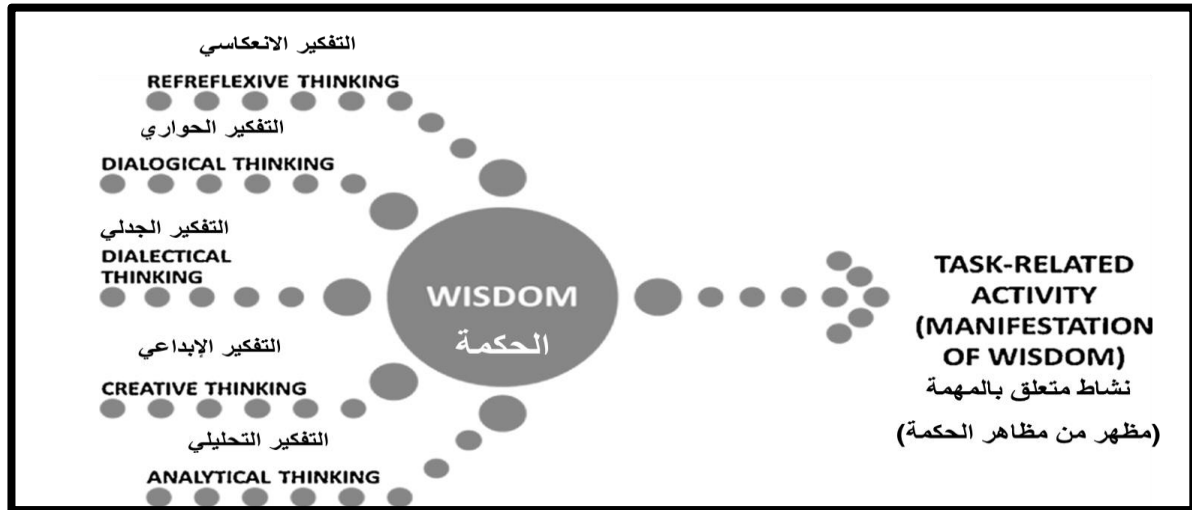 التفكير الانعكاسي
REFREFLEXIVE THINKING
التفكير الحواري
DIALOGICAL THINKING
التفكير الجدلي
DIALECTICAL
THINKING
التفكير الإبداعي
CREATIVE THINKING
التفكير التحليلي
ANALYTICAL THINKING
WISDOM
الحكمة
TASK-RELATED
ACTIVITY
(MANIFESTATION
OF WISDOM)
نشاط متعلق بالمهمة
(مظهر من مظاهر الحكمة)